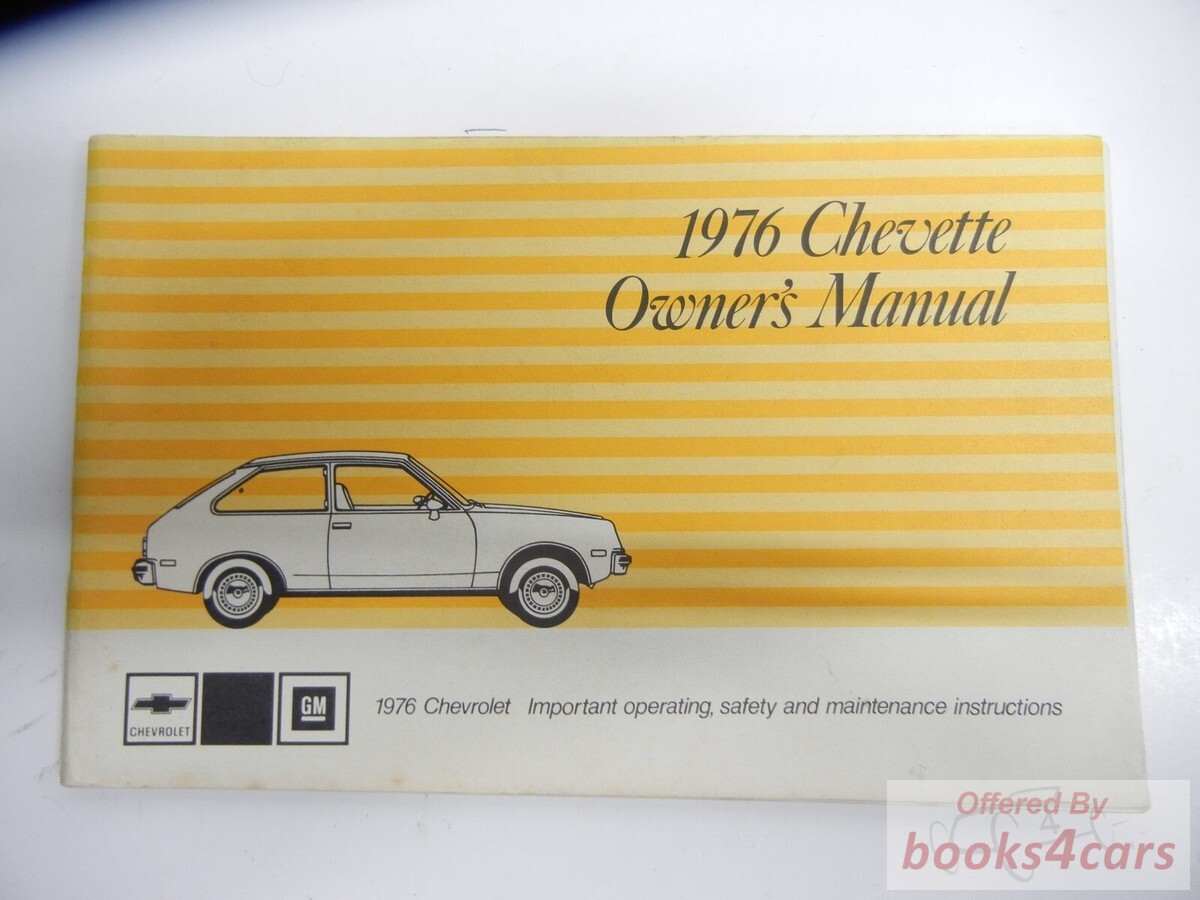 1976 Chevette
Owner's Manual
CHEVROLET
GM
1976 Chevrolet Important operating, safety and maintenance instructions
Offered By
books4cars